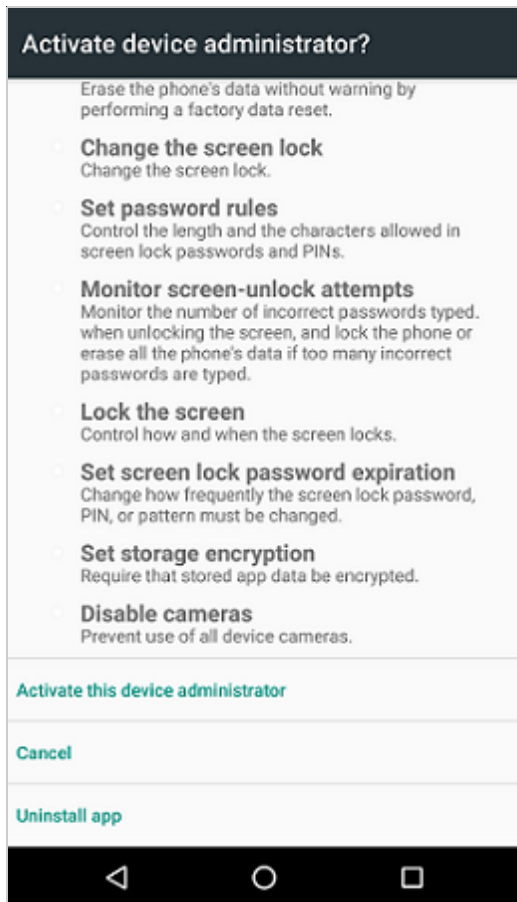 Activate device administrator?
Erase the phone's data without warning by
performing a factory data reset.
Change the screen lock
Change the screen lock.
Set password rules
Control the length and the characters allowed in
screen lock passwords and PINs.
Monitor screen-unlock attempts
Monitor the number of incorrect passwords typed.
when unlocking the screen, and lock the phone or
erase all the phone's data if too many incorrect
passwords are typed.
Lock the screen
Control how and when the screen locks.
Set screen lock password expiration
Change how frequently the screen lock password,
PIN, or pattern must be changed.
Set storage encryption
Require that stored app data be encrypted.
Disable cameras
Prevent use of all device cameras.
Activate this device administrator
Cancel
Uninstall app